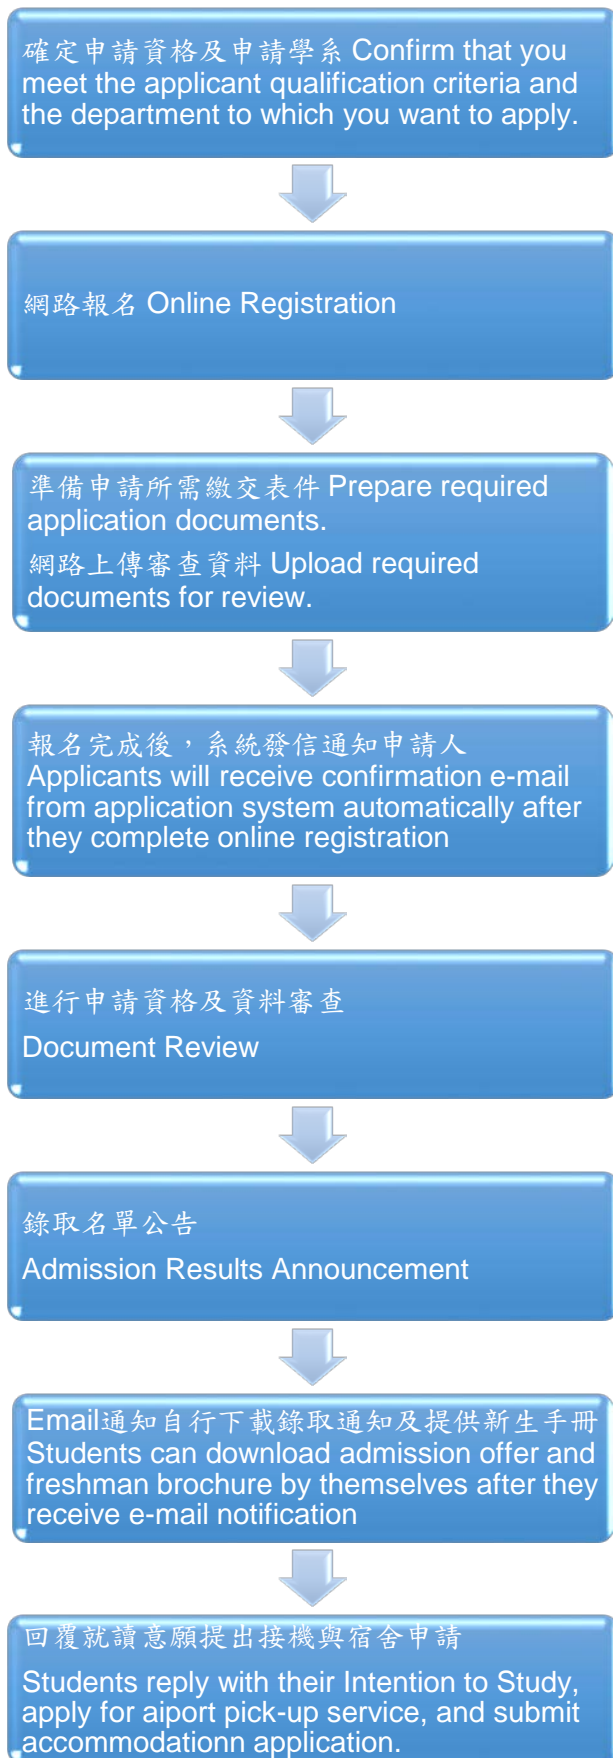 確定申請資格及申請學系 Confirm that you
meet the applicant qualification criteria and
the department to which you want to apply.
網路報名 Online Registration
準備申請所需繳交表件 Prepare required
application documents.
網路上傳審查資料 Upload required
documents for review.
報名完成後，系統發信通知申請人
Applicants will receive confirmation e-mail
from application system automatically after
they complete online registration
進行申請資格及資料審查
Document Review
錄取名單公告
Admission Results Announcement
Email通知自行下載錄取通知及提供新生手冊
Students can download admission offer and
freshman brochure by themselves after they
receive e-mail notification
回覆就讀意願提出接機與宿舍申請
Students reply with their Intention to Study,
apply for aiport pick-up service, and submit
accommodationn application.